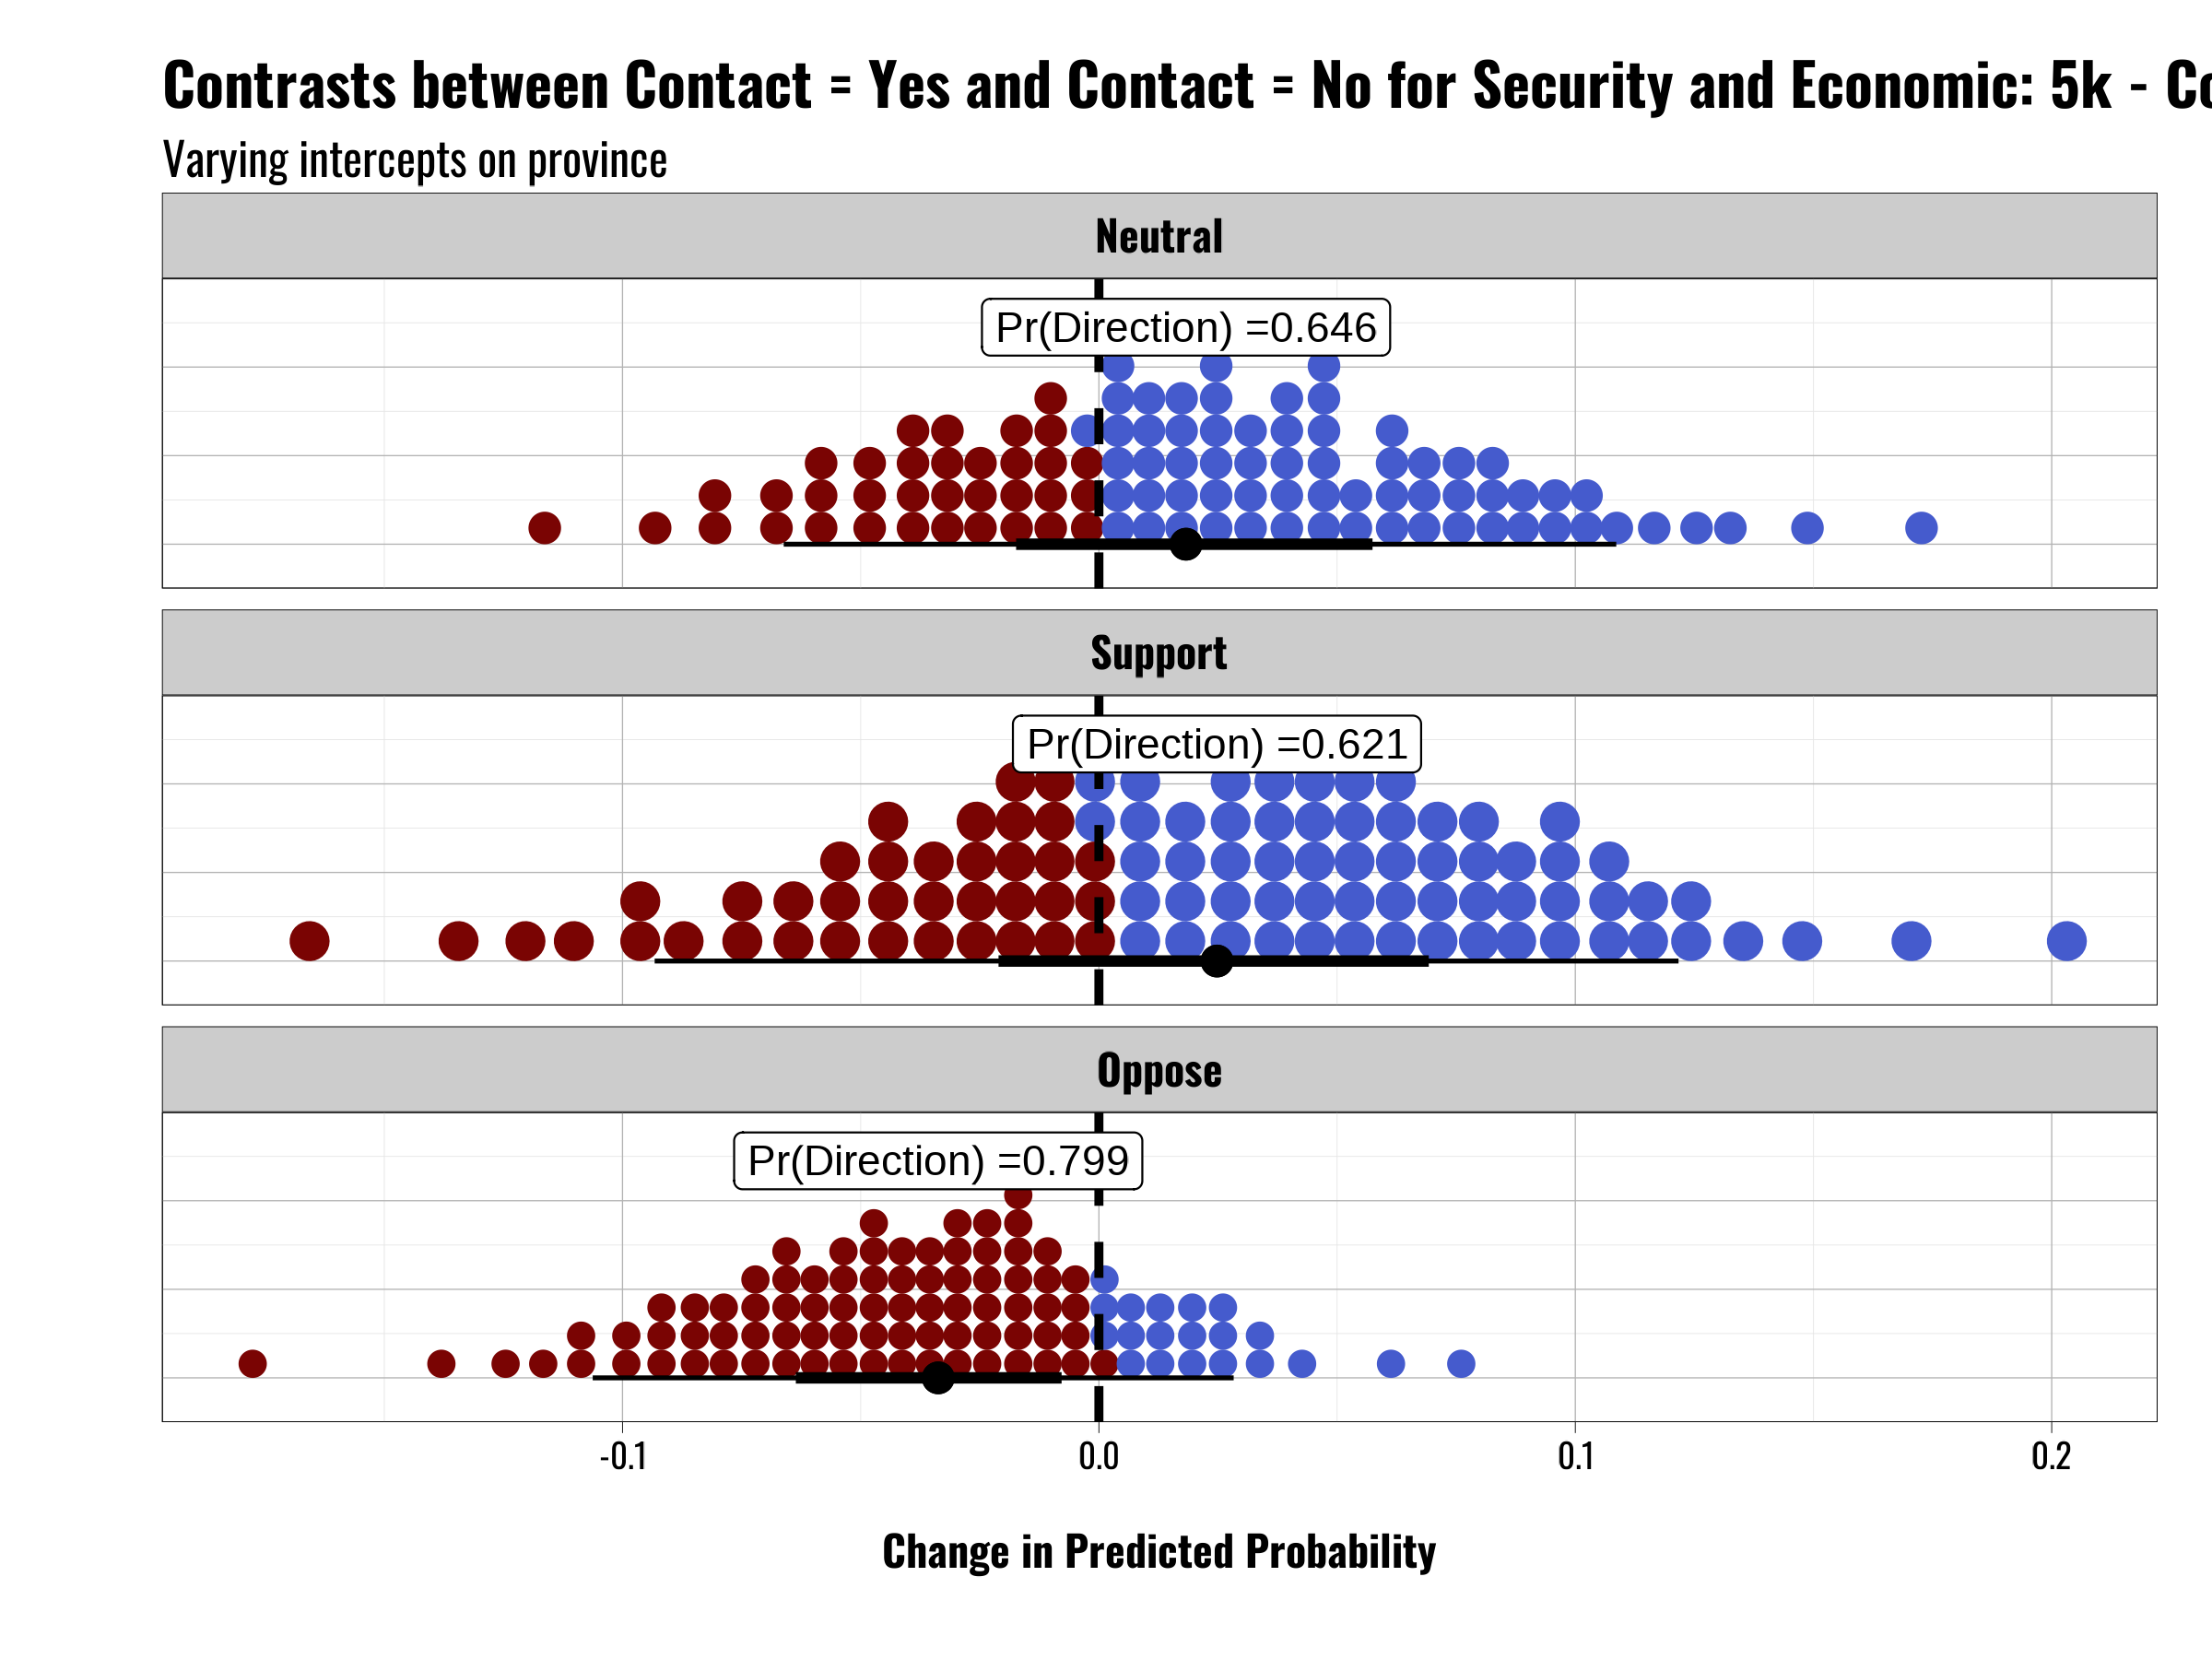 Contrasts between Contact = Yes and Contact = No for Security and Economic: 5k -
Varying intercepts on province
Neutral
Pr(Direction) =0.646
Support
Pr(Direction) =0.621
Oppose
Pr(Direction) =0.799
-0.1 0.0 0.1 0.2
Change in Predicted Probability